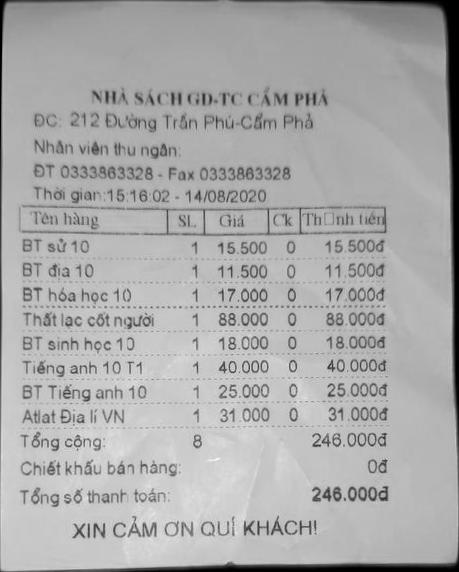 NHÀ SÁCH GD-TC CẨM PHẢ
ĐC: 212 Đường Trần Phú-Cẩm Phả
Nhân viên thu ngân:
ĐT 0333863328 - Fax 0333863328
Thời gian:15:16:02 - 14/08/2020
Tên hàng SL Giá Ck Th□nh tiền
BT sử 10 1 15.500 0 15.500đ
BT địa 10 1 11.500 0 11.500đ
BT hóa học 10 1 17.000 0 17.000đ
Thất lạc cốt người 1 88.000 0 88.000đ
BT sinh học 10 1 18.000 0 18.000đ
Tiếng anh 10 T1 1 40.000 0 40.000đ
BT Tiếng anh 10 1 25.000 0 25.000đ
Atlat Địa lí VN 1 31.000 0 31.000đ
Tổng cộng: 8 246.000đ
Chiết khấu bán hàng: 0đ
Tổng số thanh toán: 246.000đ
XIN CẢM ƠN QUÍ KHÁCH!